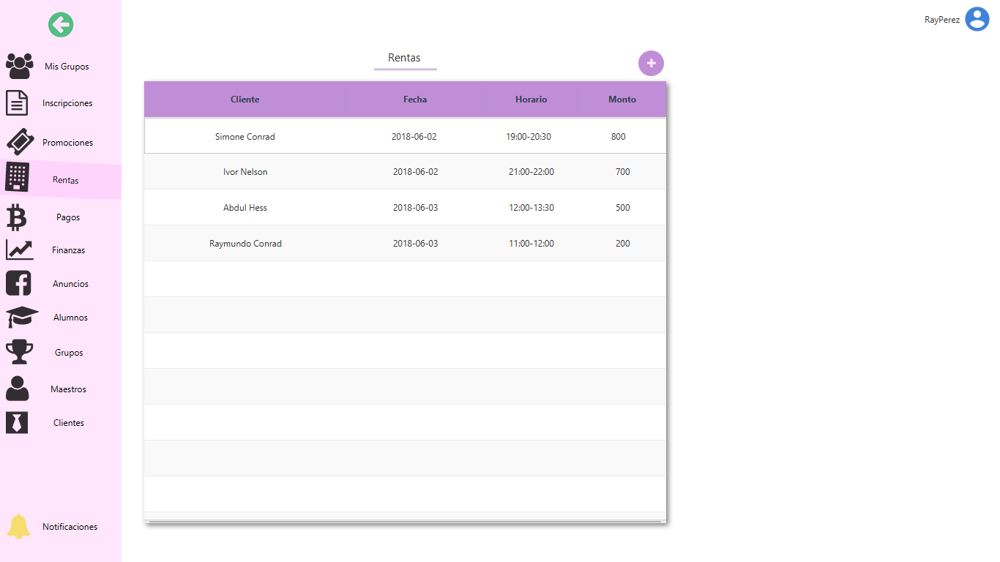 RayPerez
Mis Grupos
Inscripciones
Promociones
Rentas
Pagos
Finanzas
Anuncios
Alumnos
Grupos
Maestros
Clientes
Notificaciones
Rentas
Cliente Fecha Horario Monto
Simone Conrad 2018-06-02 19:00-20:30 800
Ivor Nelson 2018-06-02 21:00-22:00 700
Abdul Hess 2018-06-03 12:00-13:30 500
Raymundo Conrad 2018-06-03 11:00-12:00 200